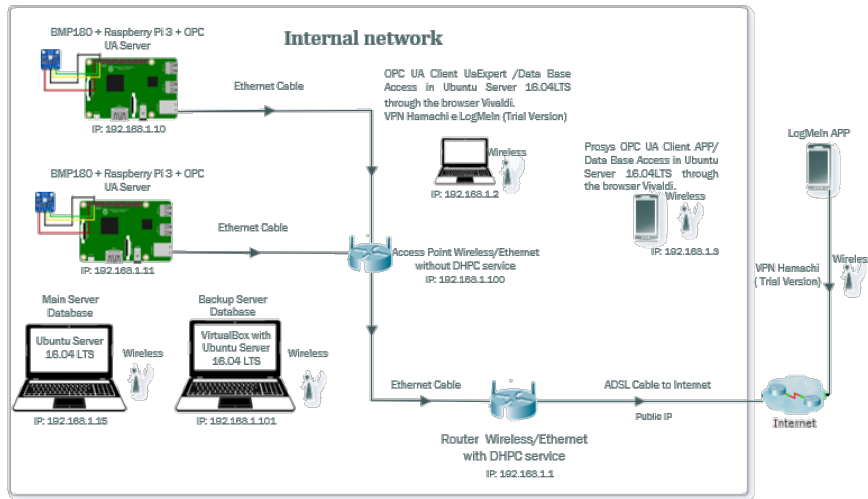 Internal network
BMP180 + Raspberry Pi 3 + OPC
UA Server
IP: 192.168.1.10
Ethernet Cable
OPC UA Client UaExpert /Data Base
Access in Ubuntu Server 16.04LTS
through the browser Vivaldi.
VPN Hamachi e LogMeIn (Trial Version)
Wireless
IP: 192.168.1.2
Prosys OPC UA Client APP/
Data Base Access in Ubuntu
Server 16.04LTS through
the browser Vivaldi.
Wireless
IP: 192.168.1.3
LogMeIn APP
BMP180 + Raspberry Pi 3 + OPC
UA Server
IP: 192.168.1.11
Ethernet Cable
Access Point Wireless/Ethernet
without DHPC service
IP: 192.168.1.100
VPN Hamachi
( Trial Version)
Wireless
Main Server
Database
Ubuntu Server
16.04 LTS
Wireless
IP: 192.168.1.15
Backup Server
Database
VirtualBox with
Ubuntu Server
16.04 LTS
Wireless
IP: 192.168.1.101
Ethernet Cable
Router Wireless/Ethernet
with DHPC service
IP: 192.168.1.1
ADSL Cable to Internet
Public IP
Internet